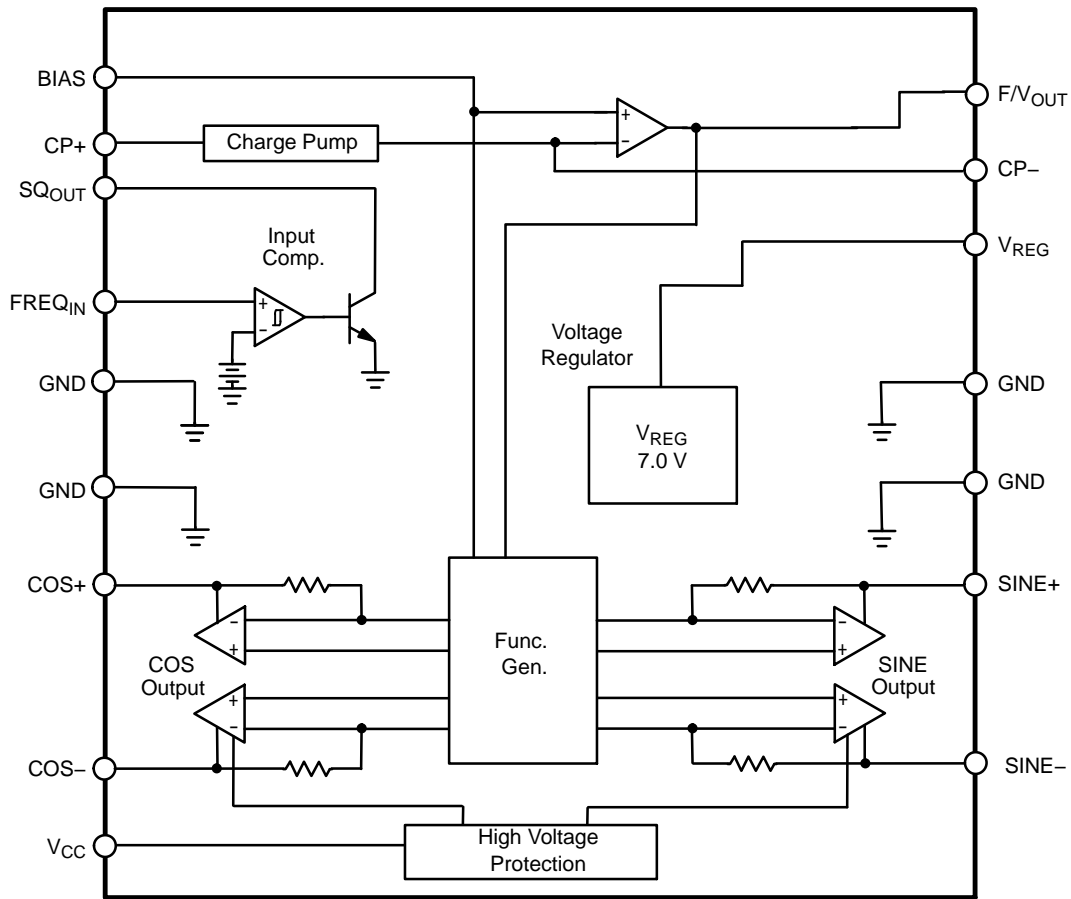 BIAS
F/VOUT
CP+
Charge Pump
+
−
CP−
SQOUT
Input
Comp.
VREG
FREQIN
+
−
Voltage
Regulator
GND
GND
VREG
7.0 V
GND
GND
COS+
SINE+
−
+
Func.
Gen.
−
+
COS
Output
SINE
Output
+
−
+
−
COS−
SINE−
VCC
High Voltage
Protection